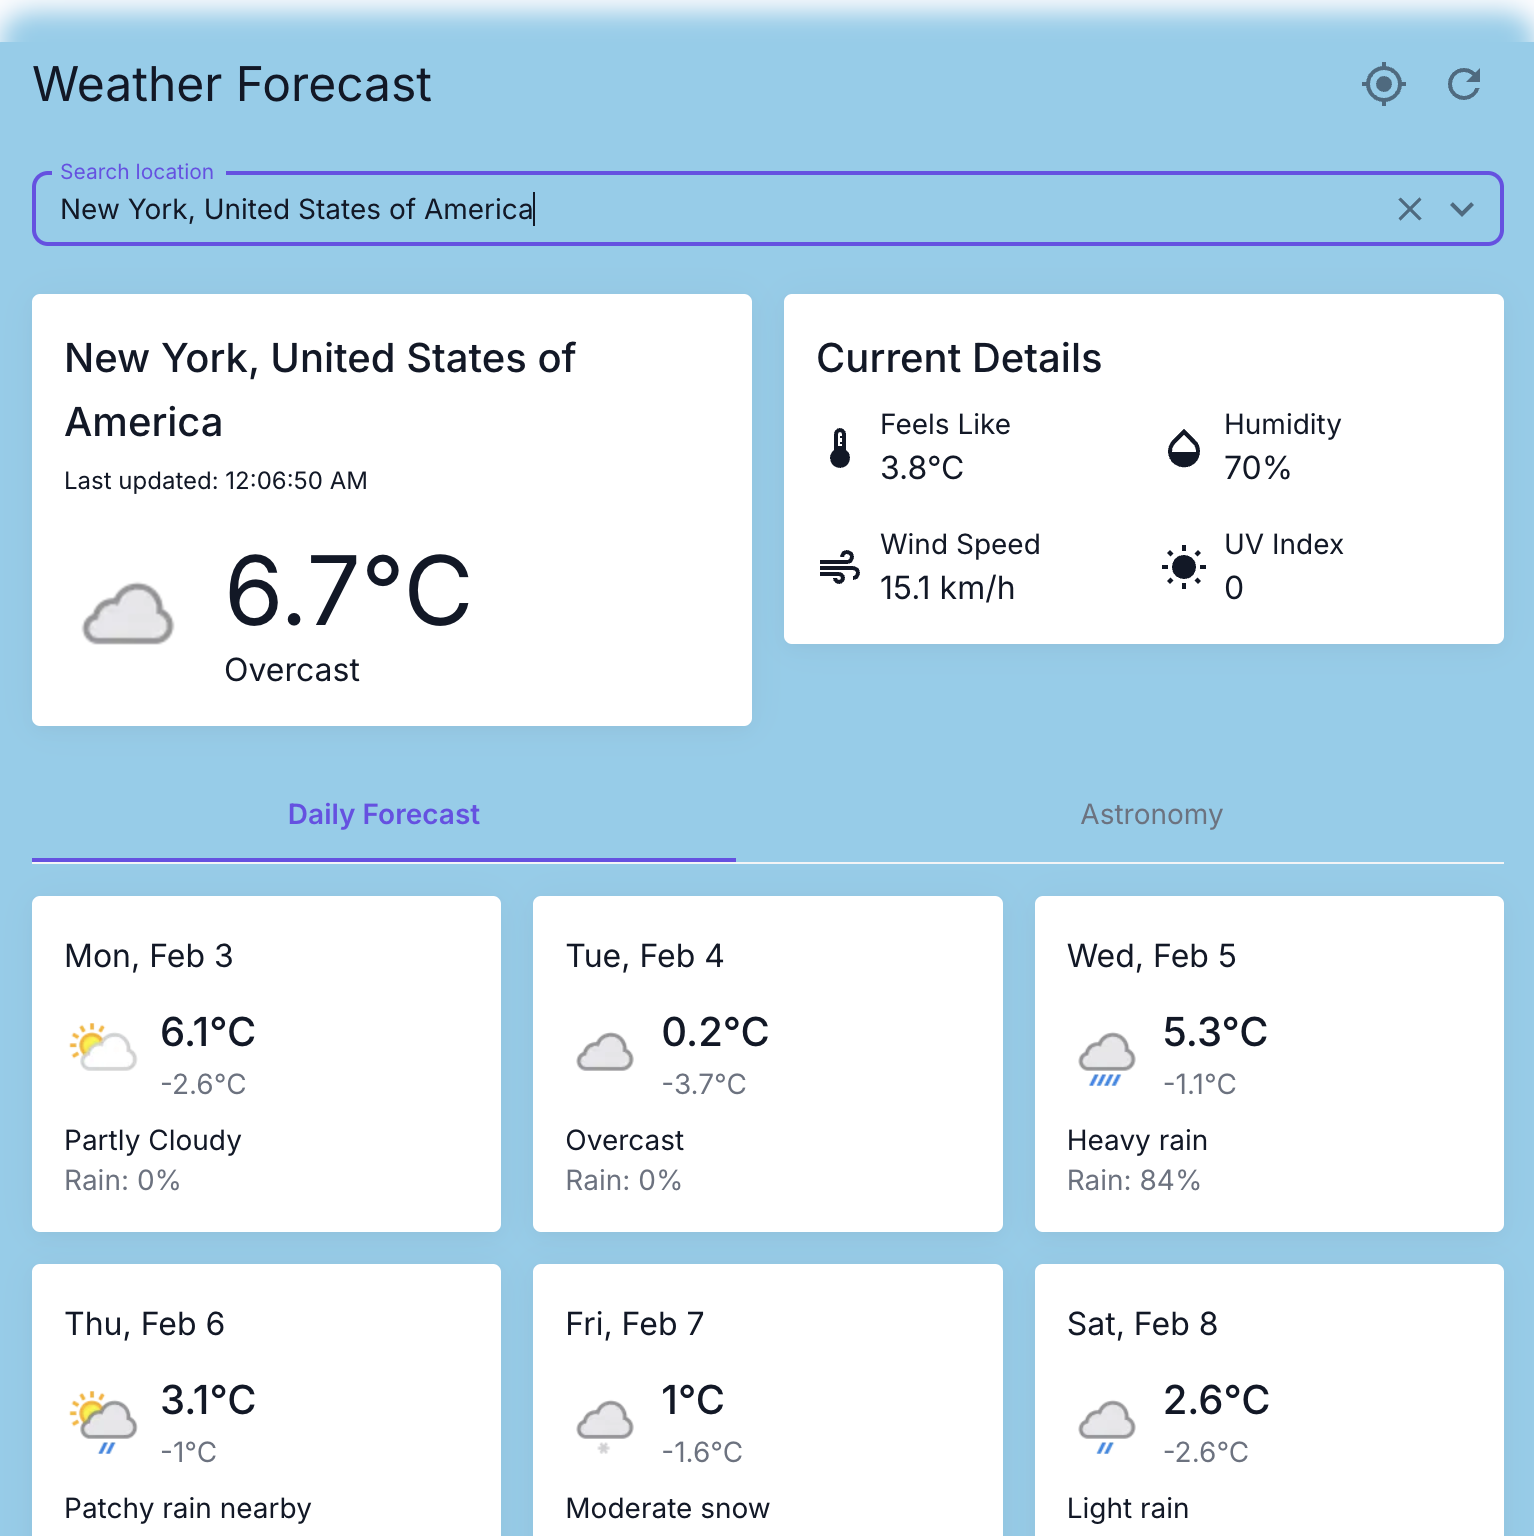 Weather Forecast
Search location
New York, United States of America
New York, United States of
America
Last updated: 12:06:50 AM
6.7°C
Overcast
Current Details
Feels Like
3.8°C
Humidity
70%
Wind Speed
15.1 km/h
UV Index
0
Daily Forecast
Astronomy
Mon, Feb 3
6.1°C
-2.6°C
Partly Cloudy
Rain: 0%
Tue, Feb 4
0.2°C
-3.7°C
Overcast
Rain: 0%
Wed, Feb 5
5.3°C
-1.1°C
Heavy rain
Rain: 84%
Thu, Feb 6
3.1°C
-1°C
Patchy rain nearby
Fri, Feb 7
1°C
-1.6°C
Moderate snow
Sat, Feb 8
2.6°C
-2.6°C
Light rain